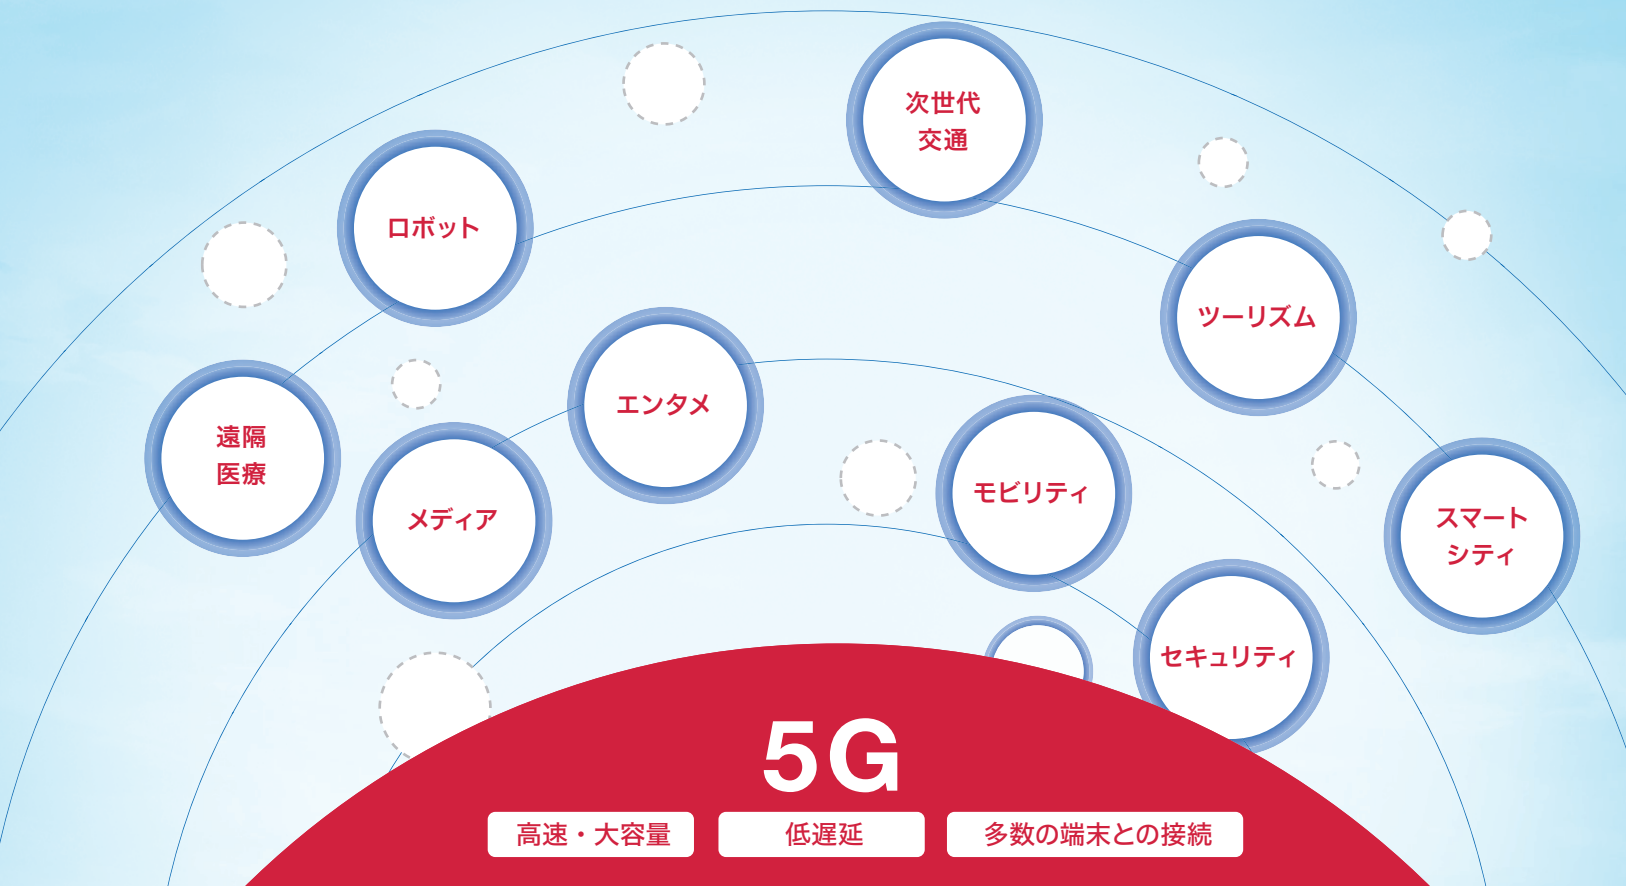 次世代
交通
ロボット
ツーリズム
エンタメ
遠隔
医療
メディア
モビリティ
スマート
シティ
セキュリティ
5G
高速・大容量
低遅延
多数の端末との接続